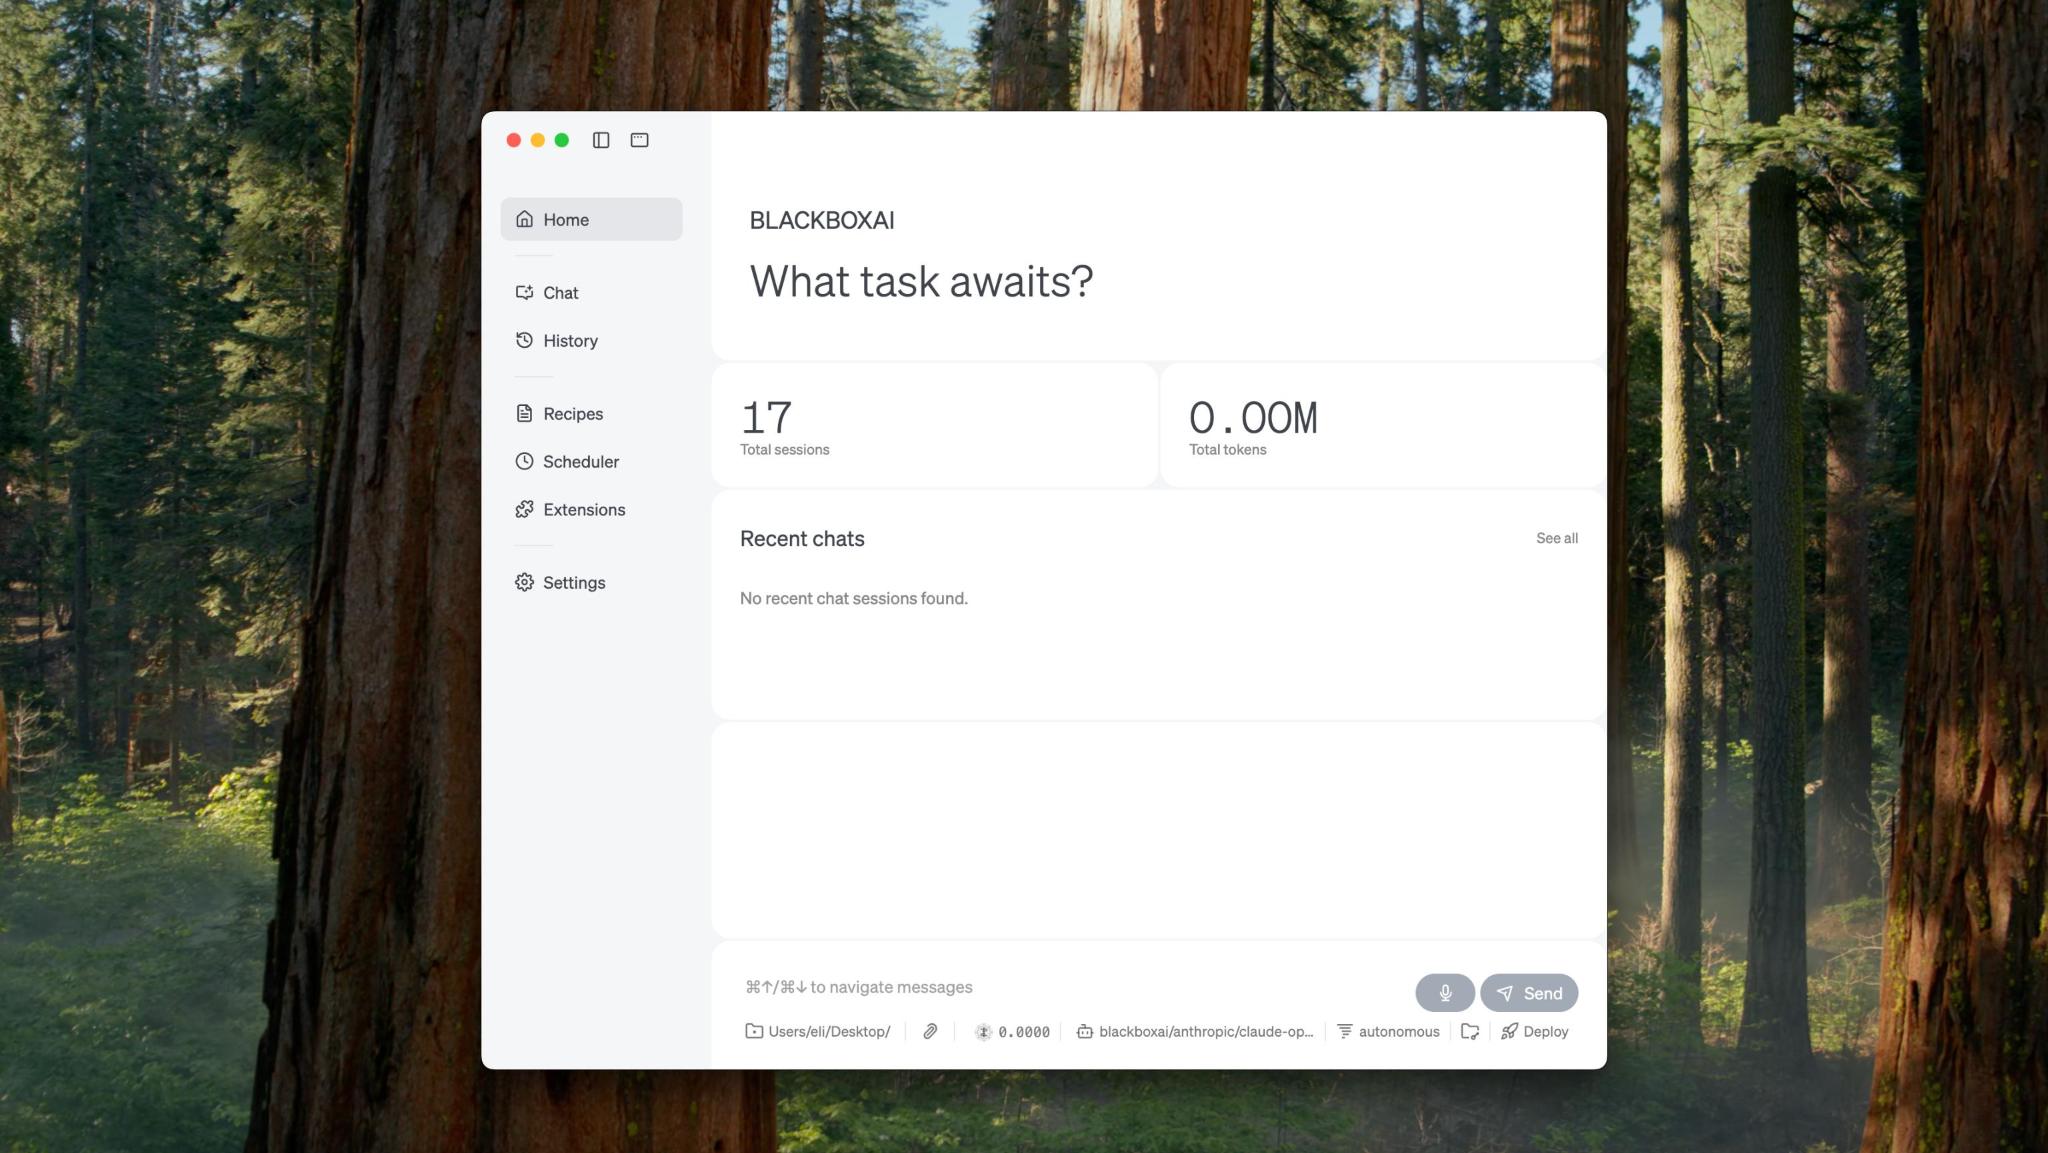 Home
Chat
History
Recipes
Scheduler
Extensions
Settings
BLACKBOXAI
What task awaits?
17
Total sessions
0.00M
Total tokens
Recent chats
See all
No recent chat sessions found.
⌘↑/⌘↓ to navigate messages
Send
Users/eli/Desktop/
0.0000
blackboxai/anthropic/claude-op...
autonomous
Deploy